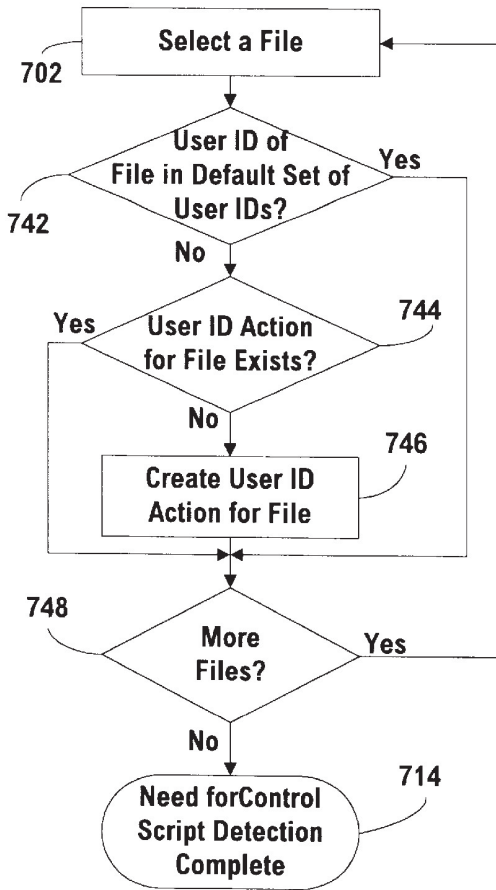 Select a File
702
User ID of
File in Default Set of
User IDs?
Yes
742
No
Yes
User ID Action
for File Exists?
744
No
746
Create User ID
Action for File
748
More
Files?
Yes
No
Need forControl
Script Detection
Complete
714